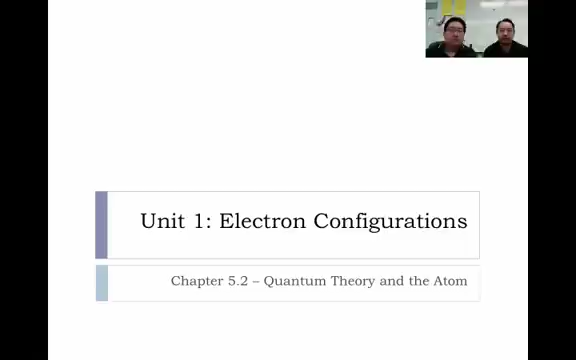 Unit 1: Electron Configurations
Chapter 5.2 – Quantum Theory and the Atom